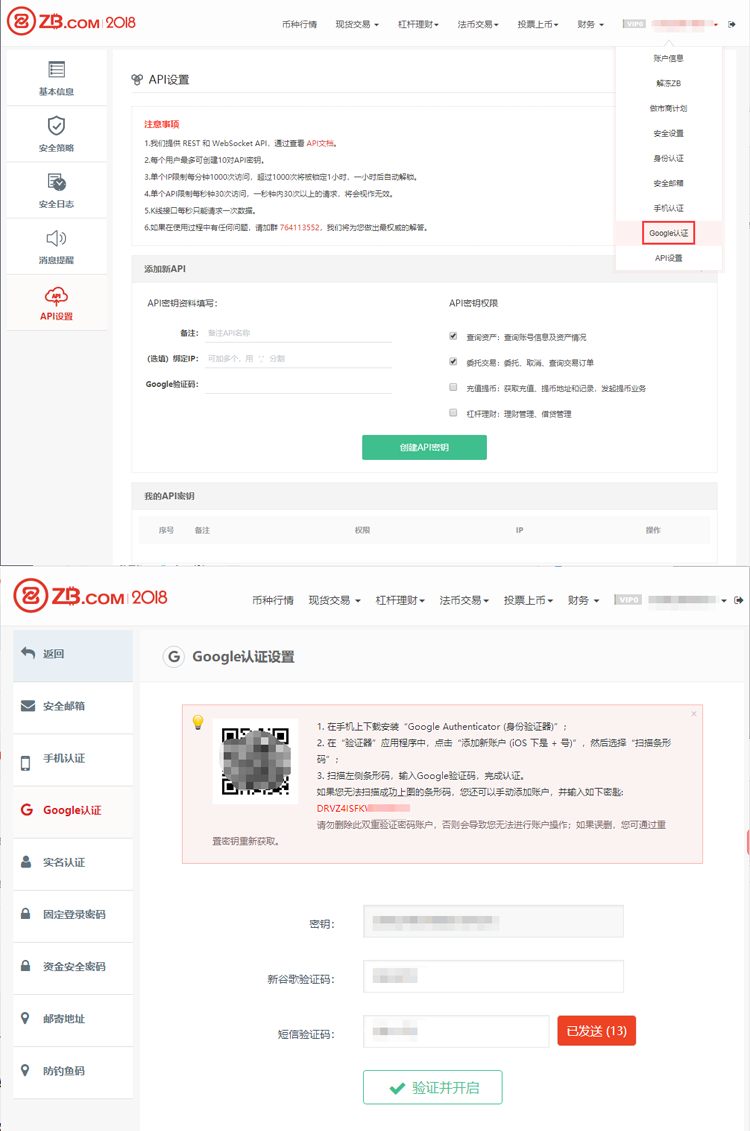 ZB.COM 2018
币种行情 现货交易 杠杆理财 法币交易 投票上币 财务 VIP0
基本信息
安全策略
安全日志
消息提醒
API设置
账户信息
解冻ZB
做市商计划
安全设置
身份认证
安全邮箱
手机认证
Google认证
API设置
API设置
注意事项
1.我们提供 REST 和 WebSocket API，通过查看 API文档。
2.每个用户最多可创建10对API密钥。
3.单个IP限制每分钟1000次访问，超过1000次将被锁定1小时，一小时后自动解锁。
4.单个API限制每秒钟30次访问，一秒钟内30次以上的请求，将会视作无效。
5.K线接口每秒只能请求一次数据。
6.如果在使用过程中有任何问题，请加群 764113552，我们将为您做出最权威的解答。
添加新API
API密钥资料填写：
备注： 备注API名称
(选填) 绑定IP： 可加多个，用 ',' 分割
Google验证码：
API密钥权限
查询资产：查询账号信息及资产情况
委托交易：委托、取消、查询交易订单
充值提币：获取充值、提币地址和记录，发起提币业务
杠杆理财：理财管理、借贷管理
创建API密钥
我的API密钥
序号 备注 权限 IP 操作
ZB.COM 2018
币种行情 现货交易 杠杆理财 法币交易 投票上币 财务 VIP0
返回
安全邮箱
手机认证
Google认证
实名认证
固定登录密码
资金安全密码
邮寄地址
防钓鱼码
G Google认证设置
1. 在手机上下载安装“Google Authenticator (身份验证器)”；
2. 在“验证器”应用程序中，点击“添加新账户 (iOS 下是 + 号)”，然后选择“扫描条形
码”；
3. 扫描左侧条形码，输入Google验证码，完成认证。
如果您无法扫描成功上图的条形码，您还可以手动添加账户，并输入如下密匙:
DRVZ4ISFK
请勿删除此双重验证密码账户，否则会导致您无法进行账户操作；如果误删，您可通过重
置密钥重新获取。
密钥：
新谷歌验证码：
短信验证码： 已发送 (13)
验证并开启